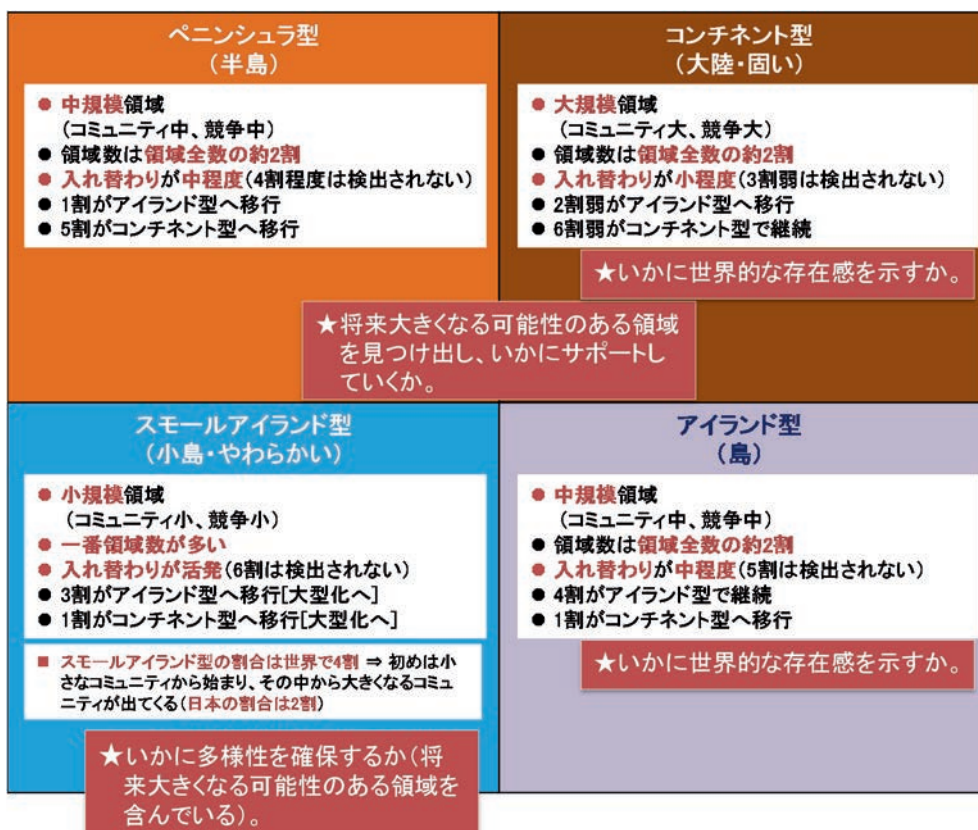 ペニンシュラ型
(半島)
● 中規模領域
(コミュニティ中、競争中)
● 領域数は領域全数の約2割
● 入れ替わりが中程度(4割程度は検出されない)
● 1割がアイランド型へ移行
● 5割がコンチネント型へ移行
コンチネント型
(大陸・固い)
● 大規模領域
(コミュニティ大、競争大)
● 領域数は領域全数の約2割
● 入れ替わりが小程度(3割弱は検出されない)
● 2割弱がアイランド型へ移行
● 6割弱がコンチネント型で継続
★いかに世界的な存在感を示すか。
★将来大きくなる可能性のある領域
を見つけ出し、いかにサポートし
ていくか。
スモールアイランド型
(小島・やわらかい)
● 小規模領域
(コミュニティ小、競争小)
● 一番領域数が多い
● 入れ替わりが活発(6割は検出されない)
● 3割がアイランド型へ移行[大型化へ]
● 1割がコンチネント型へ移行[大型化へ]
■ スモールアイランド型の割合は世界で4割 ⇒ 初めは小
さなコミュニティから始まり、その中から大きくなるコミュ
ニティが出てくる(日本の割合は2割)
★いかに多様性を確保するか(将
来大きくなる可能性のある領域を
含んでいる)。
アイランド型
(島)
● 中規模領域
(コミュニティ中、競争中)
● 領域数は領域全数の約2割
● 入れ替わりが中程度(5割は検出されない)
● 4割がアイランド型で継続
● 1割がコンチネント型へ移行
★いかに世界的な存在感を示すか。